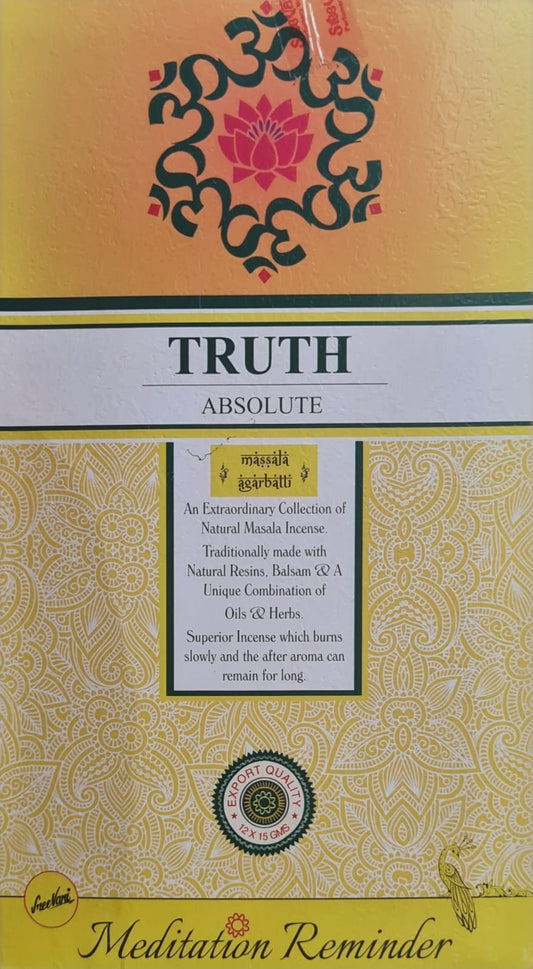 TRUTH
ABSOLUTE
massala
agarbatti
An Extraordinary Collection of
Natural Masala Incense.
Traditionally made with
Natural Resins, Balsam & A
Unique Combination of
Oils & Herbs.
Superior Incense which burns
slowly and the after aroma can
remain for long.
EXPORT QUALITY
12 X 15 GMS
SreeVani
Meditation Reminder